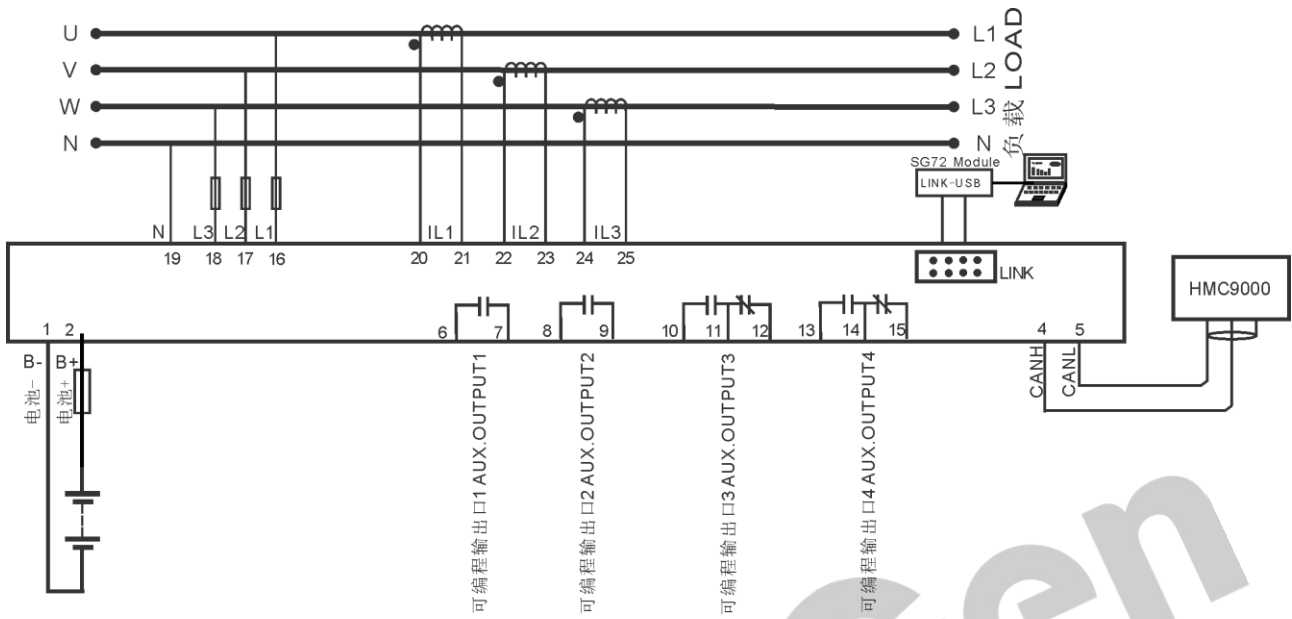 U
L1
V
L2
W
L3
N
N
负载 LOAD
SG72 Module
LINK-USB
N L3 L2 L1 IL1 IL2 IL3
19 18 17 16 20 21 22 23 24 25
LINK
HMC9000
1 2 6 7 8 9 10 11 12 13 14 15 4 5
B- B+
电池-
电池+
可编程输出口1 AUX.OUTPUT1
可编程输出口2 AUX.OUTPUT2
可编程输出口3 AUX.OUTPUT3
可编程输出口4 AUX.OUTPUT4
CANH
CANL
Gen